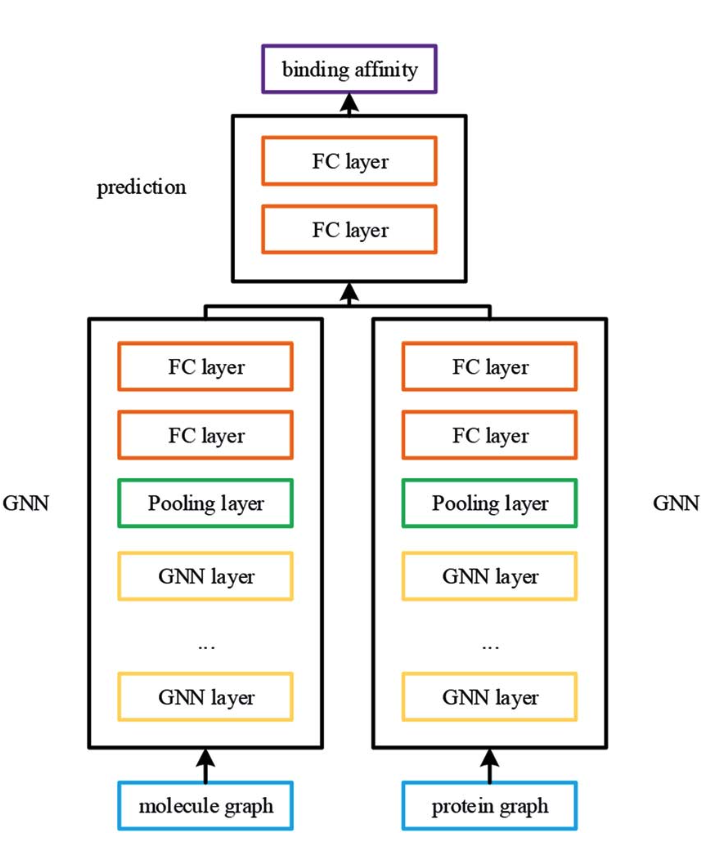 binding affinity
prediction
FC layer
FC layer
GNN
FC layer
FC layer
Pooling layer
GNN layer
...
GNN layer
molecule graph
FC layer
FC layer
Pooling layer
GNN layer
...
GNN layer
protein graph
GNN